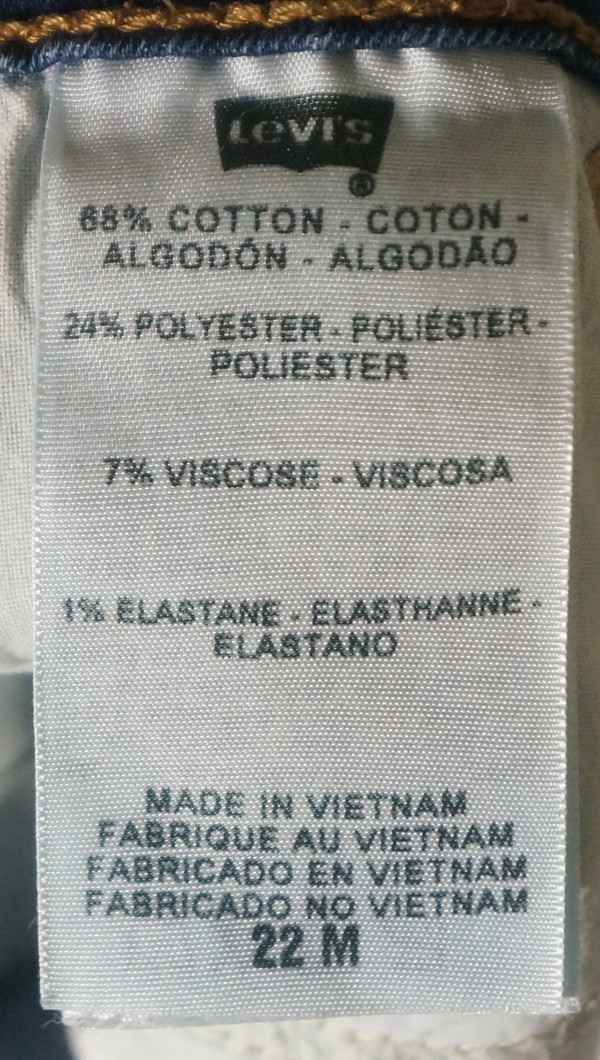 Levi's
®
68% COTTON - COTON -
ALGODÓN - ALGODÃO
24% POLYESTER - POLIÉSTER -
POLIESTER
7% VISCOSE - VISCOSA
1% ELASTANE - ELASTHANNE -
ELASTANO
MADE IN VIETNAM
FABRIQUE AU VIETNAM
FABRICADO EN VIETNAM
FABRICADO NO VIETNAM
22 M